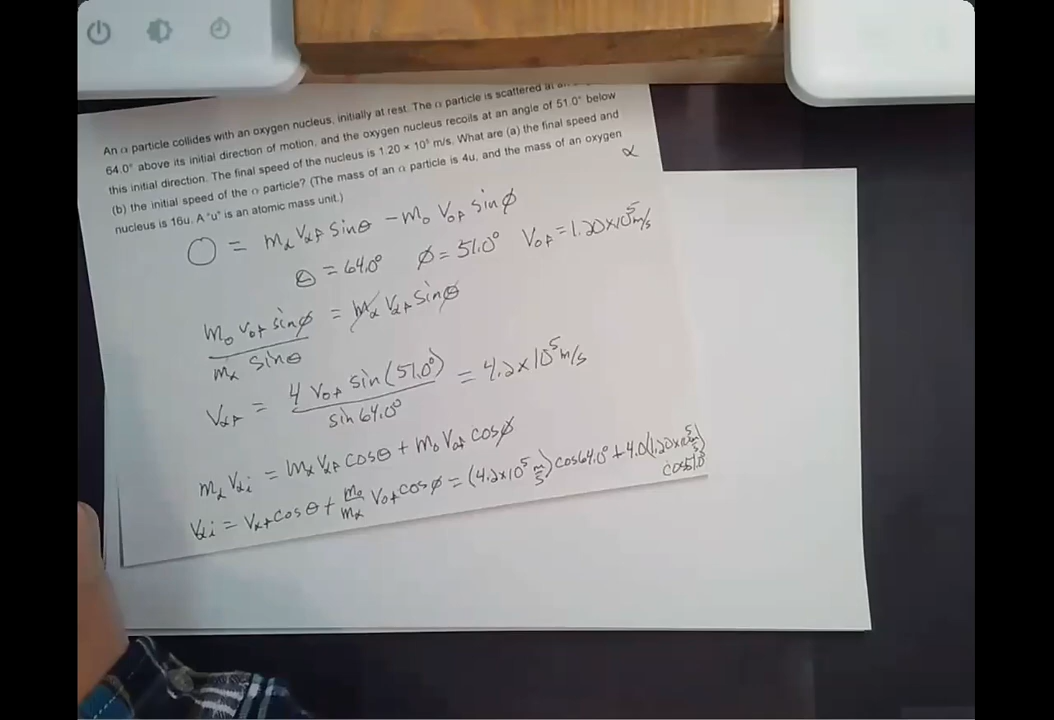 An α particle collides with an oxygen nucleus, initially at rest. The α particle is scattered at an
64.0° above its initial direction of motion, and the oxygen nucleus recoils at an angle of 51.0° below
this initial direction. The final speed of the nucleus is 1.20 × 10⁵ m/s. What are (a) the final speed and
(b) the initial speed of the α particle? (The mass of an α particle is 4u, and the mass of an oxygen
nucleus is 16u. A "u" is an atomic mass unit.)
α
0 = mα Vαf sinθ - mo Vof sinφ
θ = 64.0° φ = 51.0° Vof = 1.20×10⁵ m/s
mo Vof sinφ / mα sinθ = mα Vαf sinθ
Vαf = 4 Vof sin(51.0°) / sin 64.0° = 4.2×10⁵ m/s
mα Vαi = mα Vαf cosθ + mo Vof cosφ
Vαi = Vαf cosθ + mo/mα Vof cosφ = (4.2×10⁵ m/s) cos64.0° + 4.0(1.20×10⁵ m/s)
cos51.0°